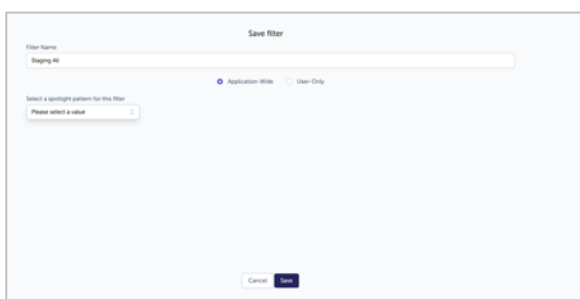 Save filter
Filter Name
Staging All
Application-Wide User-Only
Select a spotlight pattern for this filter
Please select a value
Cancel Save